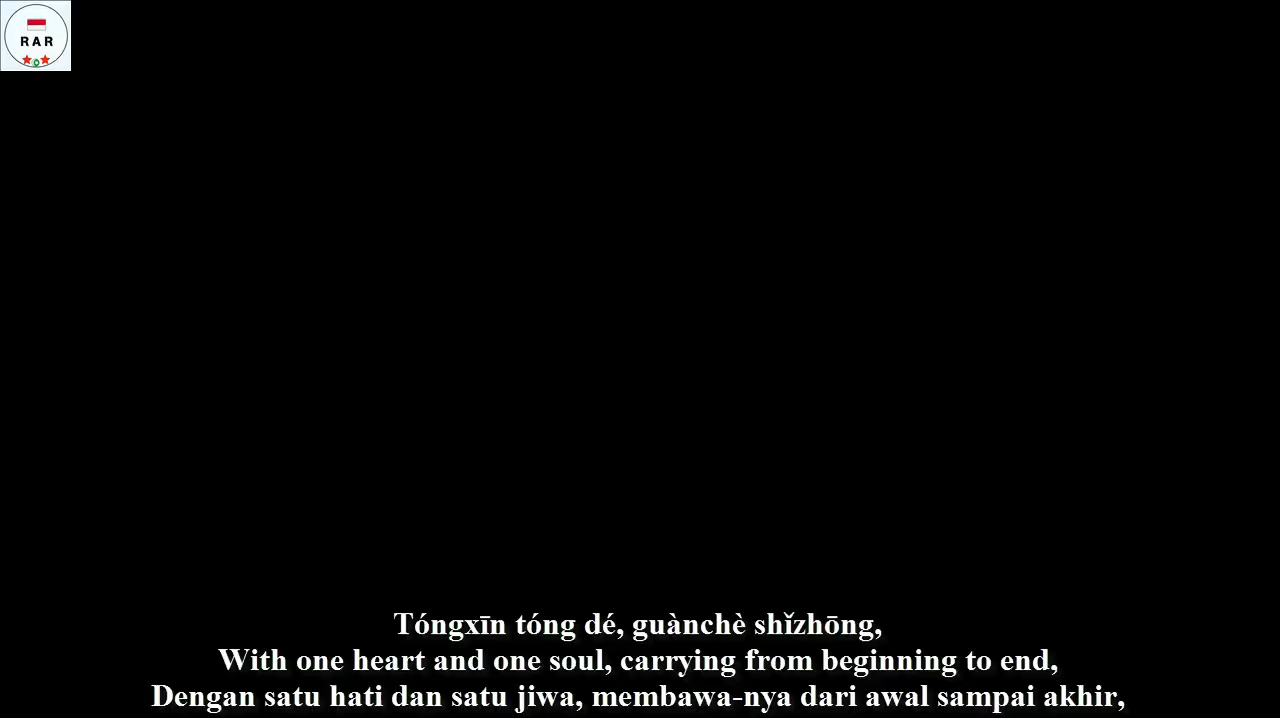 RAR
Tóngxīn tóng dé, guànchè shǐzhōng,
With one heart and one soul, carrying from beginning to end,
Dengan satu hati dan satu jiwa, membawa-nya dari awal sampai akhir,